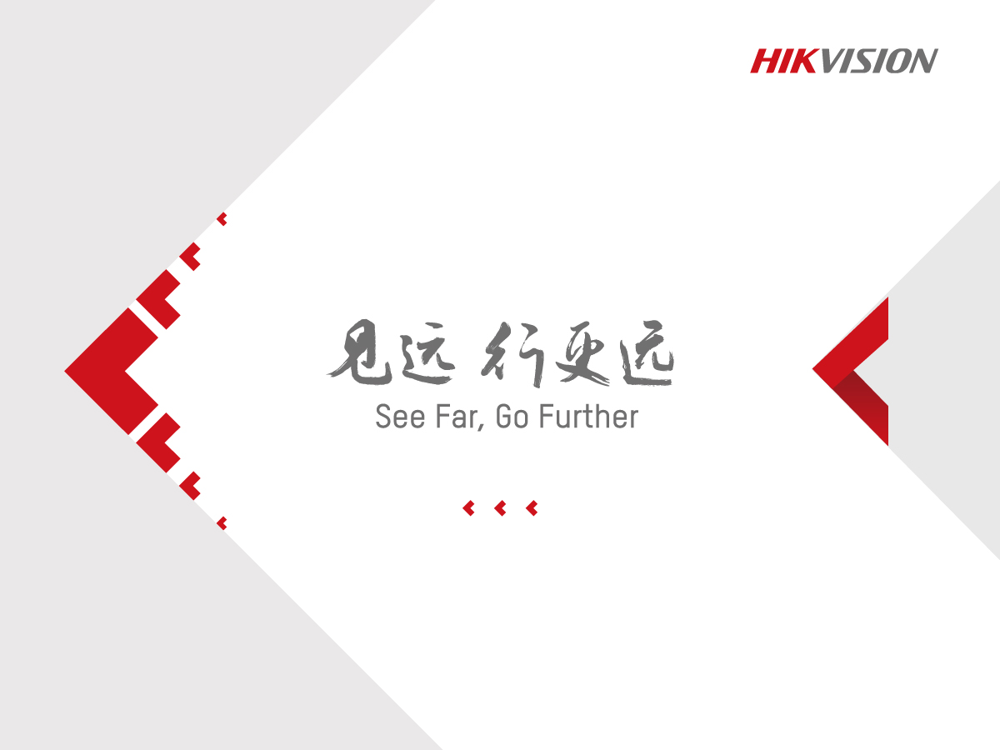 HIKVISION
见远 行更远
See Far, Go Further